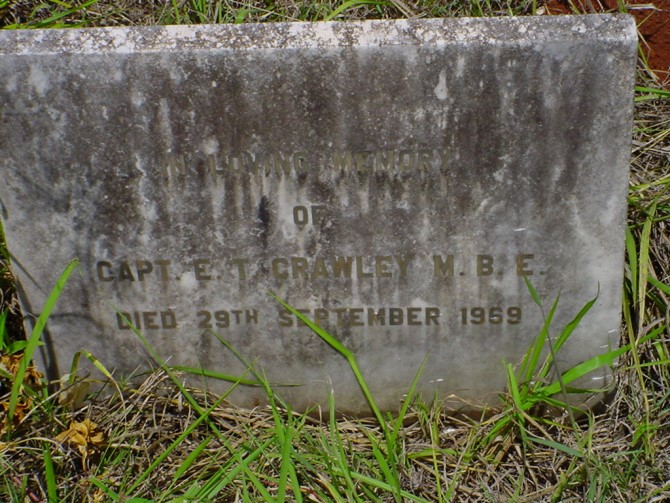 IN LOVING MEMORY
OF
CAPT. E. T. CRAWLEY M.B.E.
DIED 29TH SEPTEMBER 1969